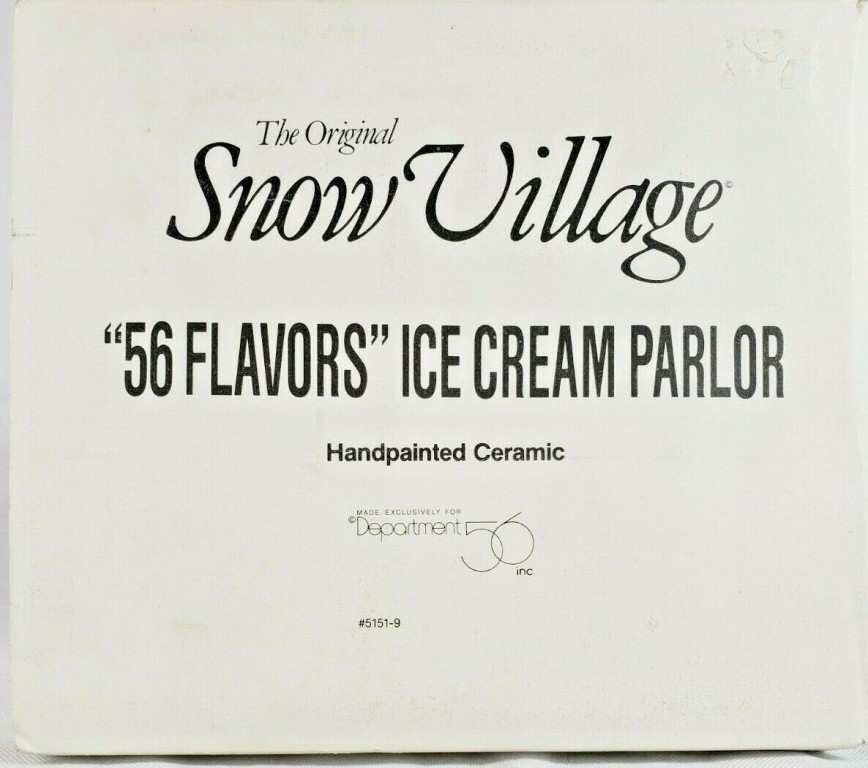 The Original
Snow Village©
“56 FLAVORS” ICE CREAM PARLOR
Handpainted Ceramic
MADE EXCLUSIVELY FOR
©Department 56
inc.
#5151-9